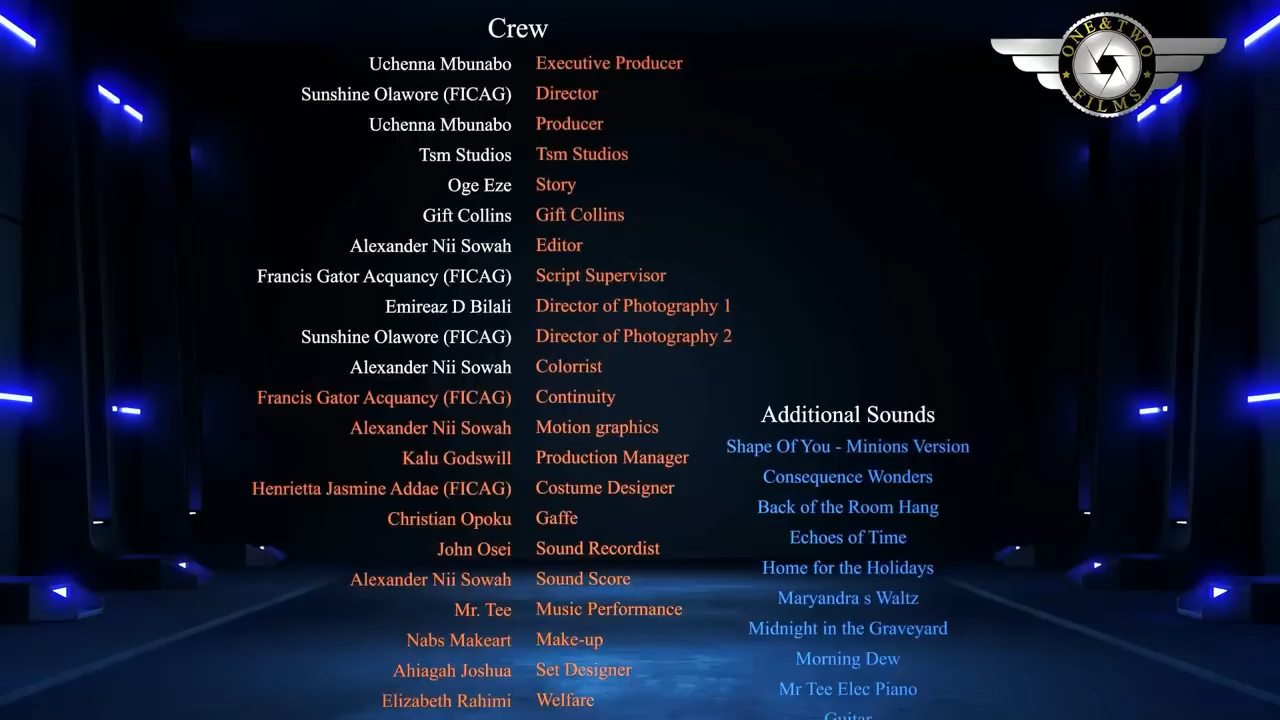 Crew
Uchenna Mbunabo Executive Producer
Sunshine Olawore (FICAG) Director
Uchenna Mbunabo Producer
Tsm Studios Tsm Studios
Oge Eze Story
Gift Collins Gift Collins
Alexander Nii Sowah Editor
Francis Gator Acquancy (FICAG) Script Supervisor
Emireaz D Bilali Director of Photography 1
Sunshine Olawore (FICAG) Director of Photography 2
Alexander Nii Sowah Colorrist
Francis Gator Acquancy (FICAG) Continuity
Alexander Nii Sowah Motion graphics
Kalu Godswill Production Manager
Henrietta Jasmine Addae (FICAG) Costume Designer
Christian Opoku Gaffe
John Osei Sound Recordist
Alexander Nii Sowah Sound Score
Mr. Tee Music Performance
Nabs Makeart Make-up
Ahiagah Joshua Set Designer
Elizabeth Rahimi Welfare
ONE&TWO
FILMS
Additional Sounds
Shape Of You - Minions Version
Consequence Wonders
Back of the Room Hang
Echoes of Time
Home for the Holidays
Maryandra s Waltz
Midnight in the Graveyard
Morning Dew
Mr Tee Elec Piano
Guitar